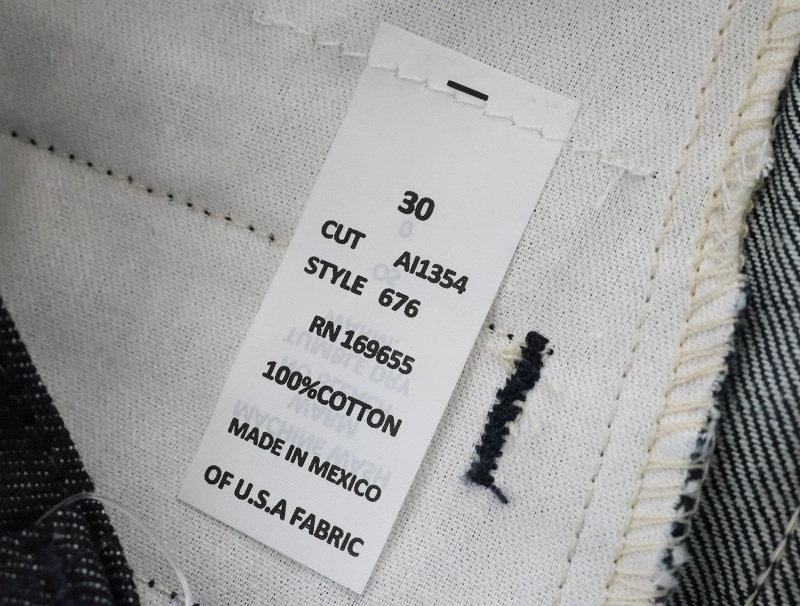 30
CUT AI1354
STYLE 676
RN 169655
100%COTTON
MADE IN MEXICO
OF U.S.A FABRIC